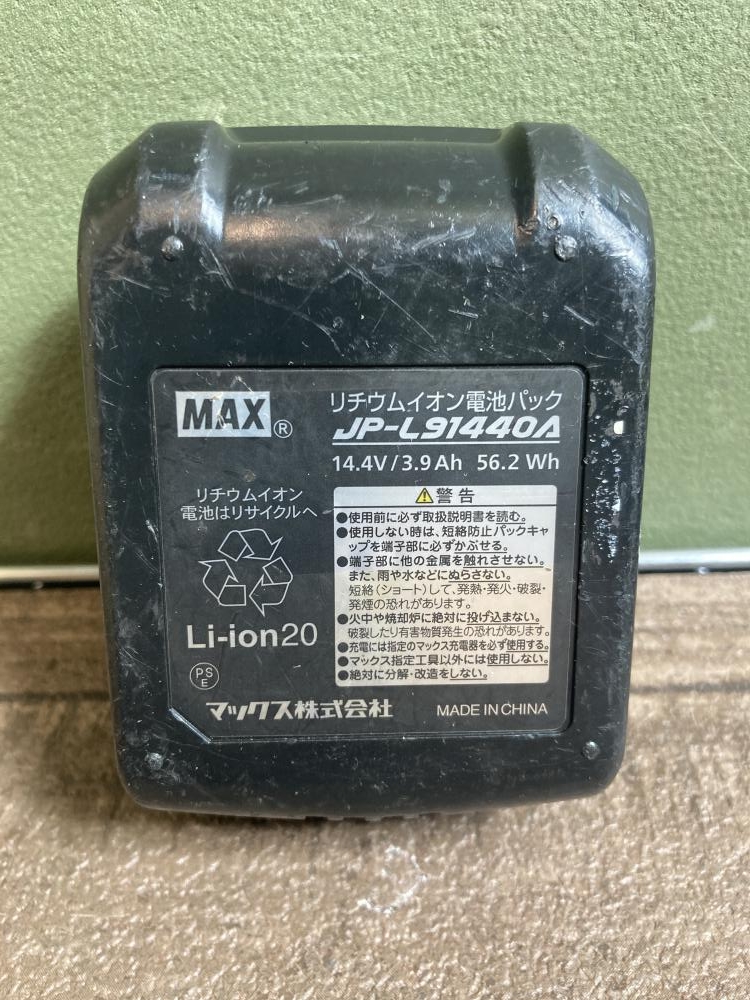 MAX®
リチウムイオン電池パック
JP-L91440A
14.4V/3.9Ah 56.2Wh
リチウムイオン
電池はリサイクルへ
Li-ion20
PS
E
⚠警告
●使用前に必ず取扱説明書を読む。
●使用しない時は、短絡防止パックキャ
ップを端子部に必ずかぶせる。
●端子部に他の金属を触れさせない。
また、雨や水などにぬらさない。
短絡(ショート)して、発熱・発火・破裂・
発煙の恐れがあります。
●火中や焼却炉に絶対に投げ込まない。
破裂したり有害物質発生の恐れがあります。
●充電には指定のマックス充電器を必ず使用する。
●マックス指定工具以外には使用しない。
●絶対に分解・改造をしない。
マックス株式会社
MADE IN CHINA